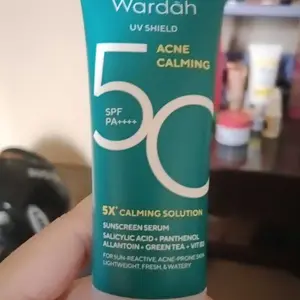 Wardah
UV SHIELD
ACNE
CALMING
50
SPF
PA++++
5X* CALMING SOLUTION
SUNSCREEN SERUM
SALICYLIC ACID + PANTHENOL
ALLANTOIN + GREEN TEA + VIT B3
FOR SUN-REACTIVE, ACNE-PRONE SKIN
LIGHTWEIGHT, FRESH, & WATERY